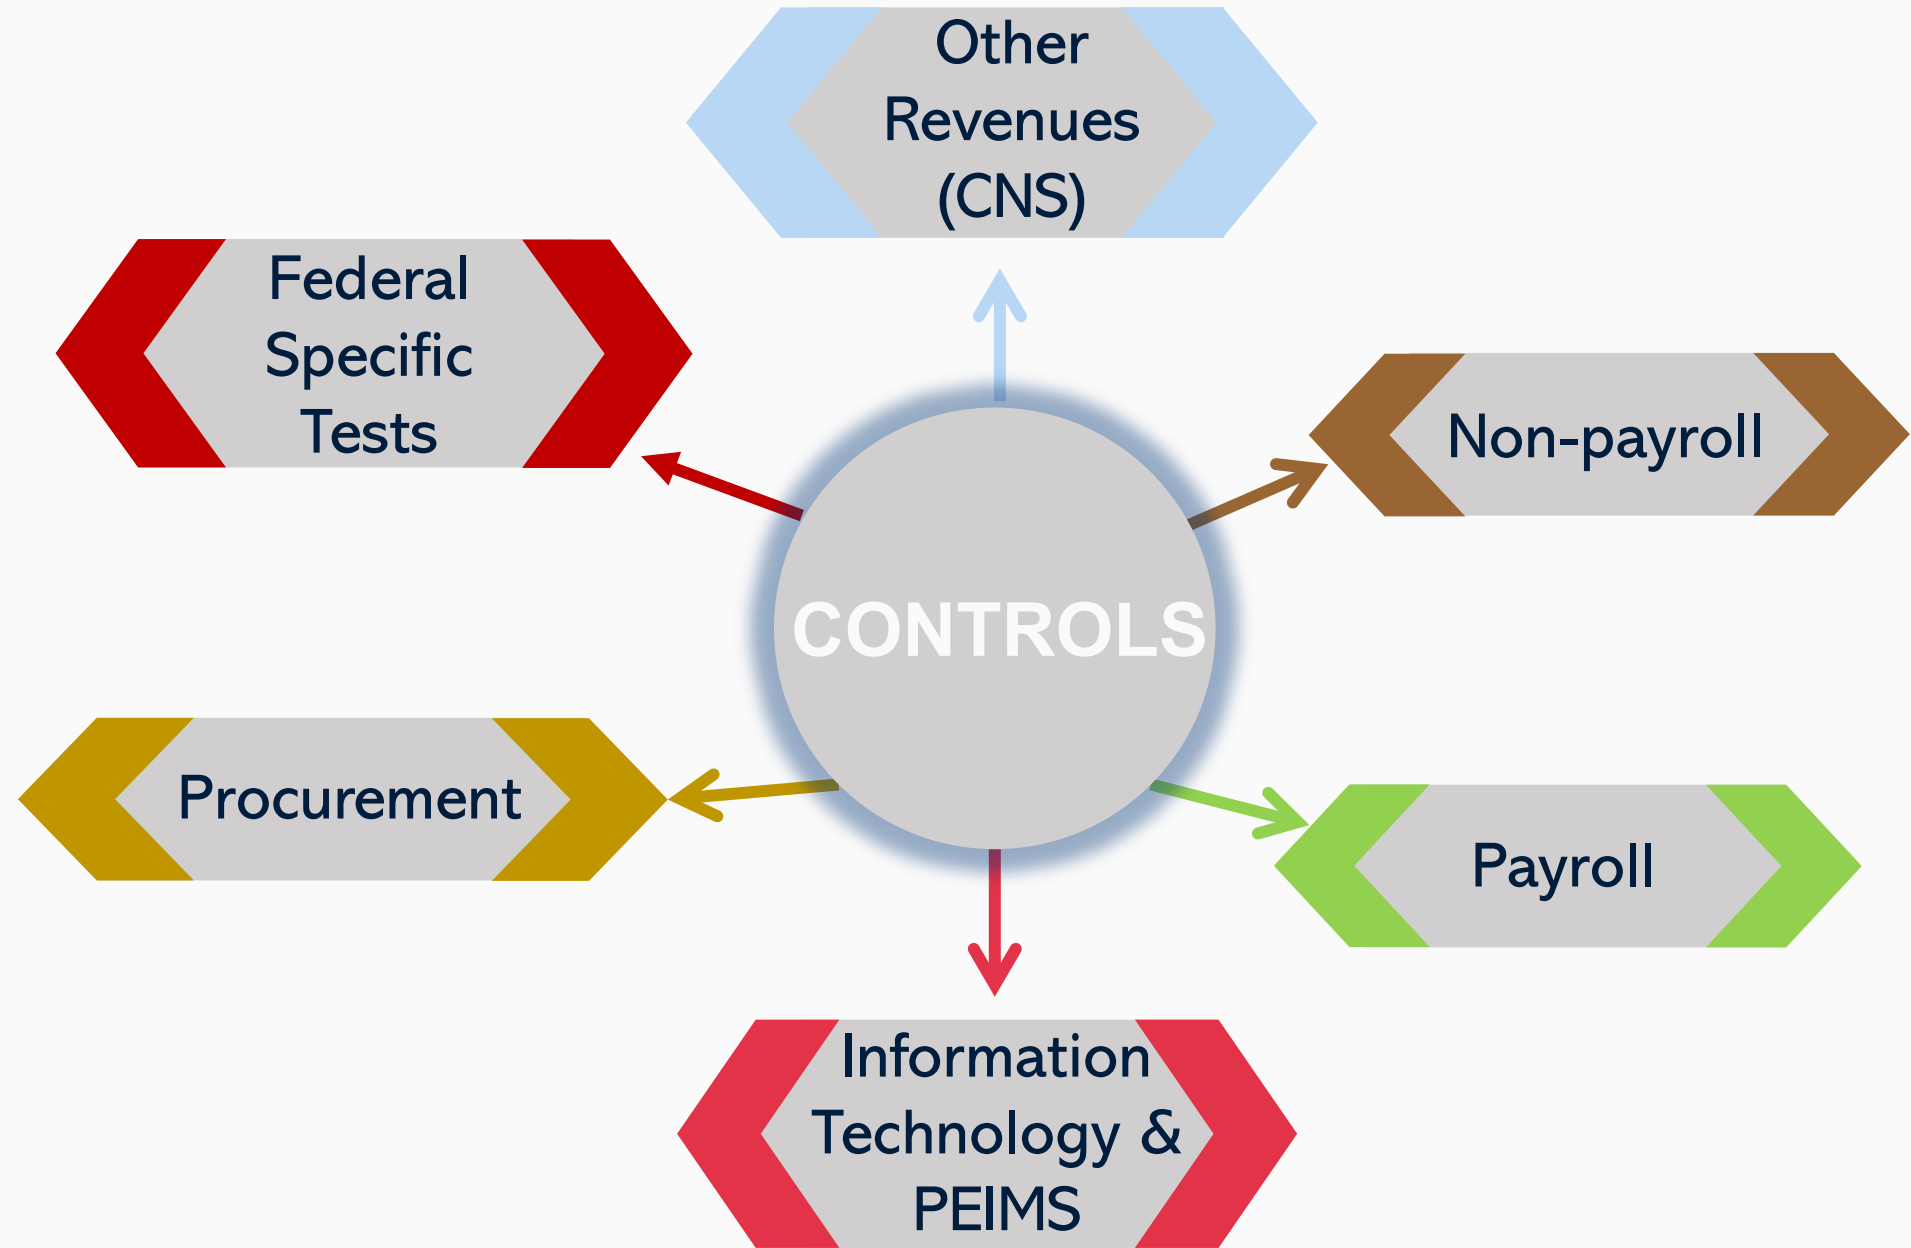 Other
Revenues
(CNS)
Federal
Specific
Tests
Non-payroll
CONTROLS
Procurement
Payroll
Information
Technology &
PEIMS